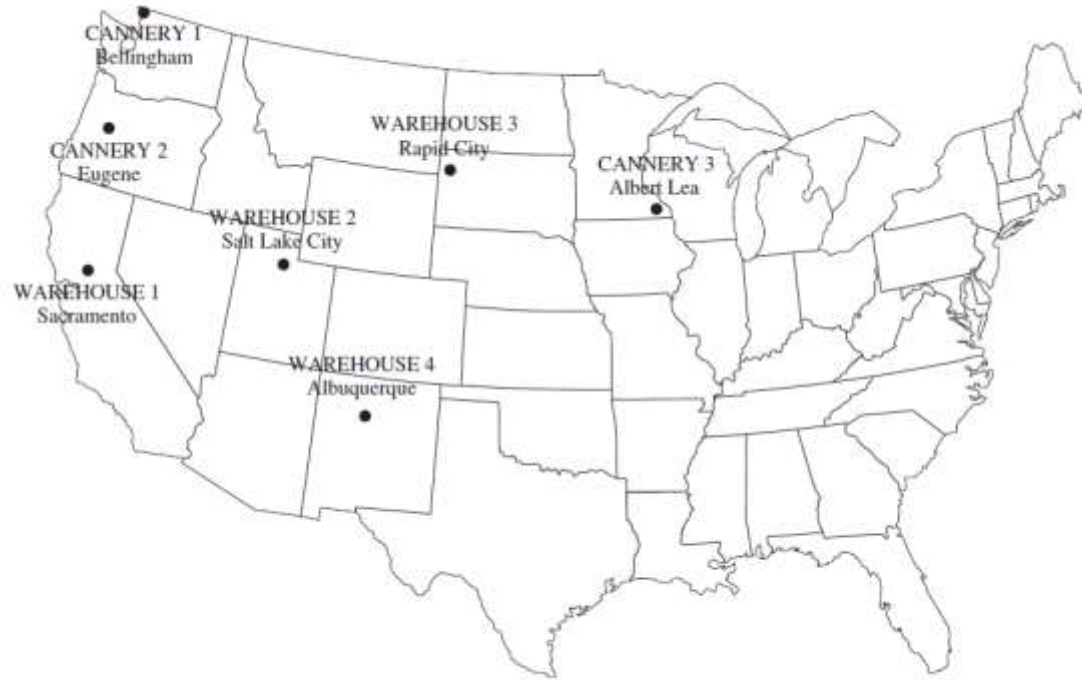 CANNERY 1
Bellingham
WAREHOUSE 3
Rapid City
CANNERY 2
Eugene
CANNERY 3
Albert Lea
WAREHOUSE 2
Salt Lake City
WAREHOUSE 1
Sacramento
WAREHOUSE 4
Albuquerque